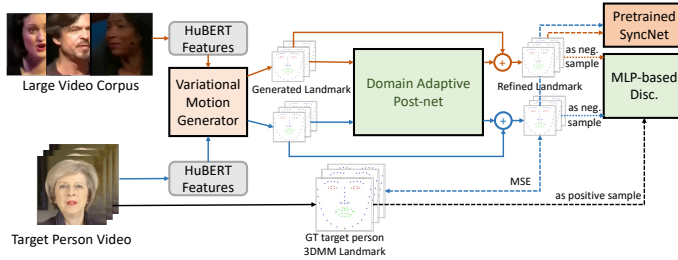 HuBERT
Features
Large Video Corpus
Variational
Motion
Generator
Generated Landmark
Domain Adaptive
Post-net
+
Refined Landmark
as neg.
sample
Pretrained
SyncNet
MLP-based
Disc.
+
as neg.
sample
HuBERT
Features
MSE
as positive sample
Target Person Video
GT target person
3DMM Landmark